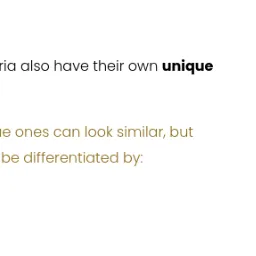 ria also have their own unique
e ones can look similar, but
be differentiated by: